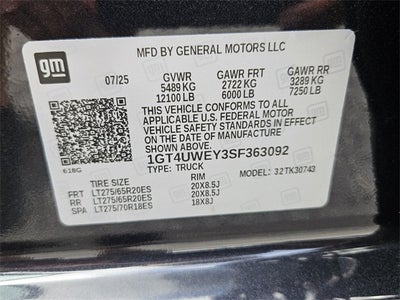 gm
MFD BY GENERAL MOTORS LLC
07/25 GVWR GAWR FRT GAWR RR
5489 KG 2722 KG 3289 KG
12100 LB 6000 LB 7250 LB
THIS VEHICLE CONFORMS TO ALL
APPLICABLE U.S. FEDERAL MOTOR
VEHICLE SAFETY STANDARDS IN EFFECT
ON THE DATE OF MANUFACTURE
SHOWN ABOVE.
1GT4UWEY3SF363092
618G TYPE: TRUCK MODEL: 32TK30743
TIRE SIZE RIM
FRT LT275/65R20ES 20X8.5J
RR LT275/65R20ES 20X8.5J
SPA LT275/70R18ES 18X8J